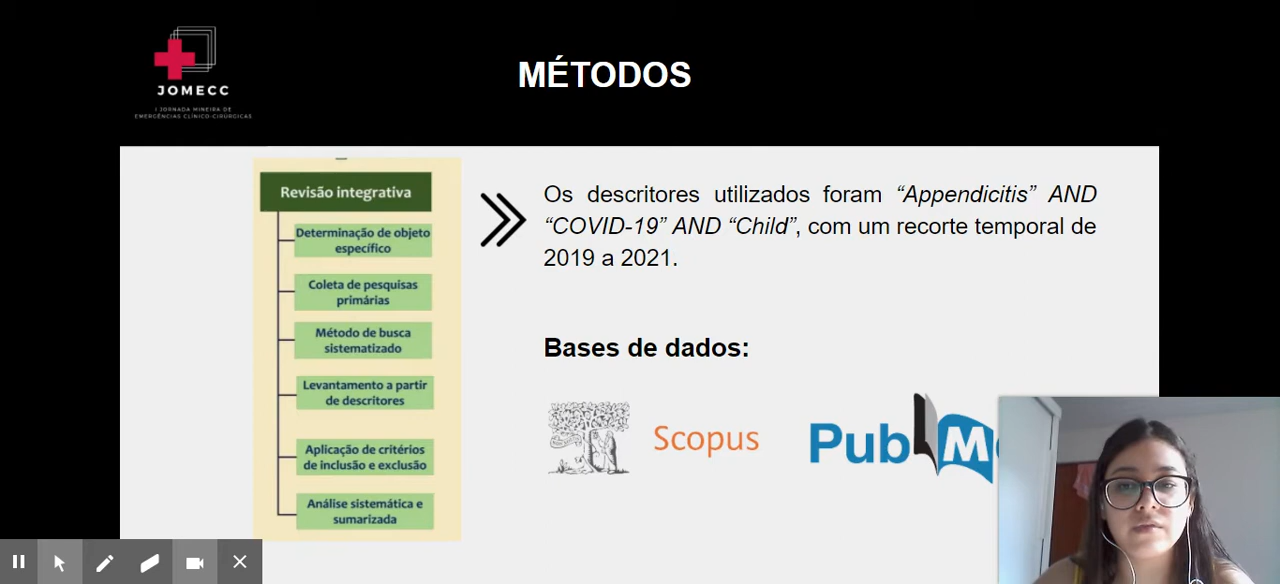 JOMECC
I JORNADA MINEIRA DE
EMERGÊNCIAS CLÍNICO-CIRÚRGICAS
MÉTODOS
Revisão integrativa
Determinação de objeto
específico
Coleta de pesquisas
primárias
Método de busca
sistematizado
Levantamento a partir
de descritores
Aplicação de critérios
de inclusão e exclusão
Análise sistemática e
sumarizada
Os descritores utilizados foram “Appendicitis” AND
“COVID-19” AND “Child”, com um recorte temporal de
2019 a 2021.
Bases de dados:
Scopus
PubM